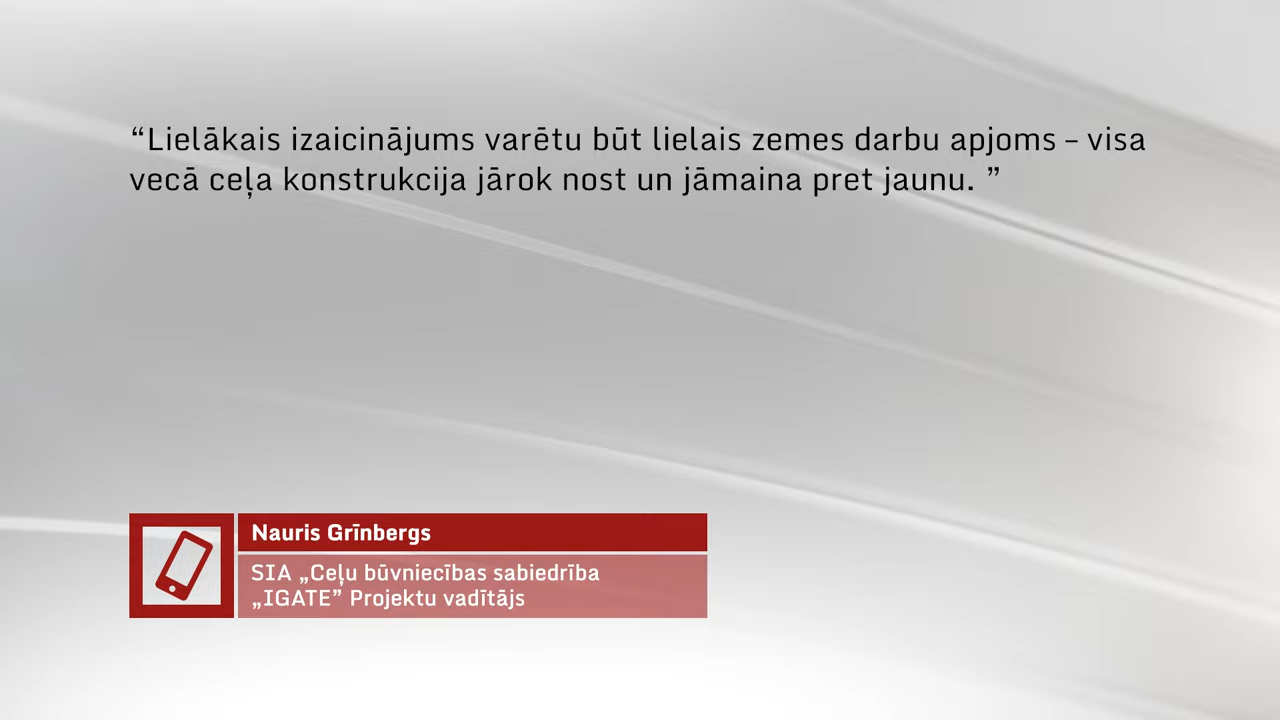 “Lielākais izaicinājums varētu būt lielais zemes darbu apjoms – visa
vecā ceļa konstrukcija jārok nost un jāmaina pret jaunu. ”
Nauris Grīnbergs
SIA „Ceļu būvniecības sabiedrība
„IGATE” Projektu vadītājs